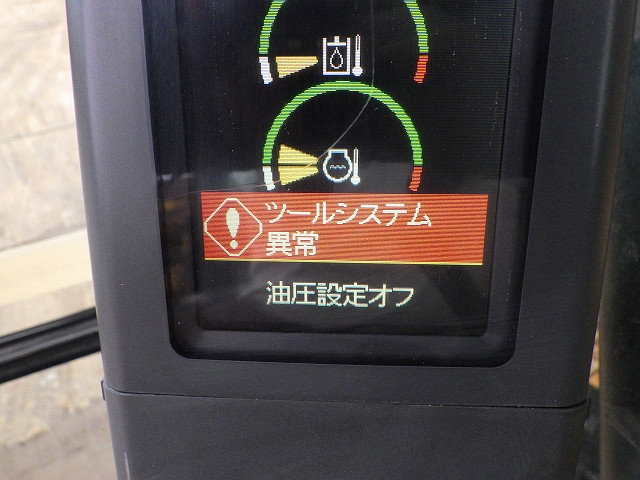 ツールシステム
異常
油圧設定オフ